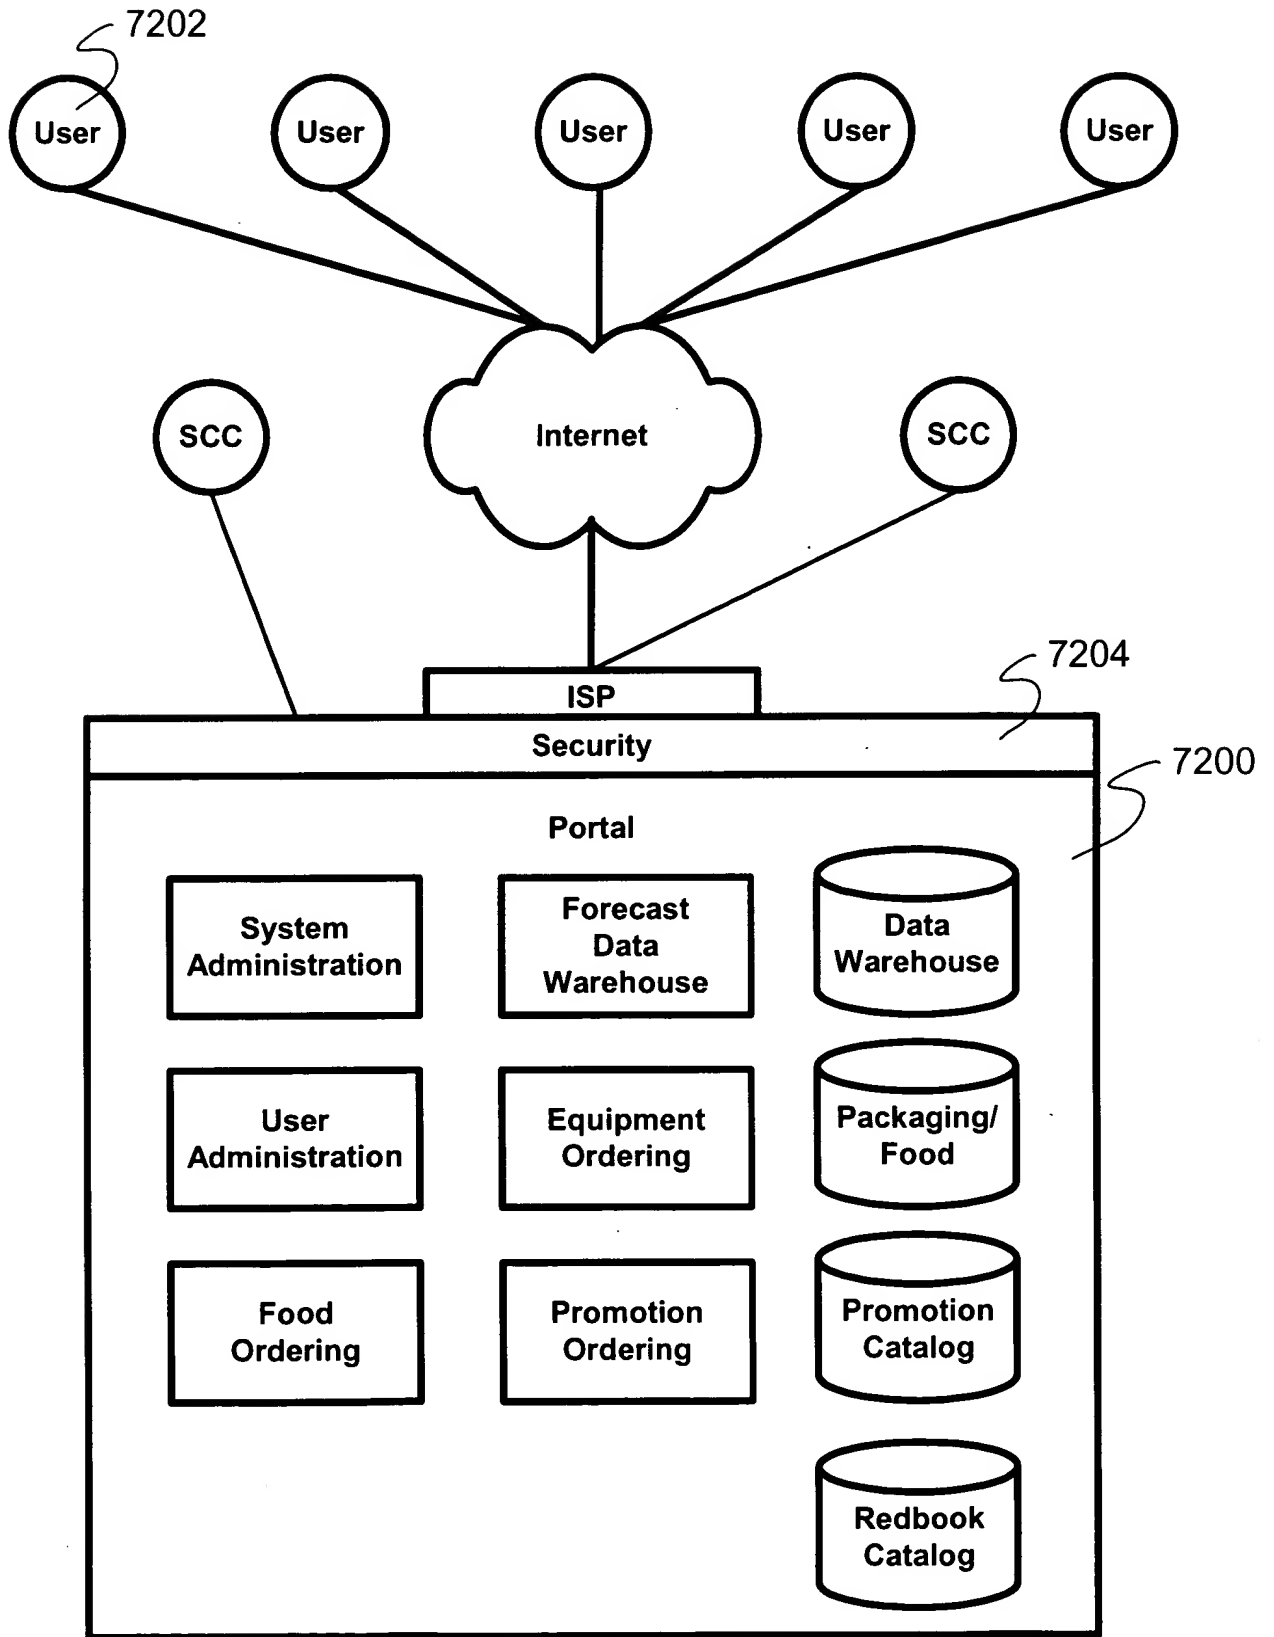 7202
User
User
User
User
User
SCC
Internet
SCC
7204
ISP
Security
7200
Portal
System
Administration
Forecast
Data
Warehouse
Data
Warehouse
User
Administration
Equipment
Ordering
Packaging/
Food
Food
Ordering
Promotion
Ordering
Promotion
Catalog
Redbook
Catalog